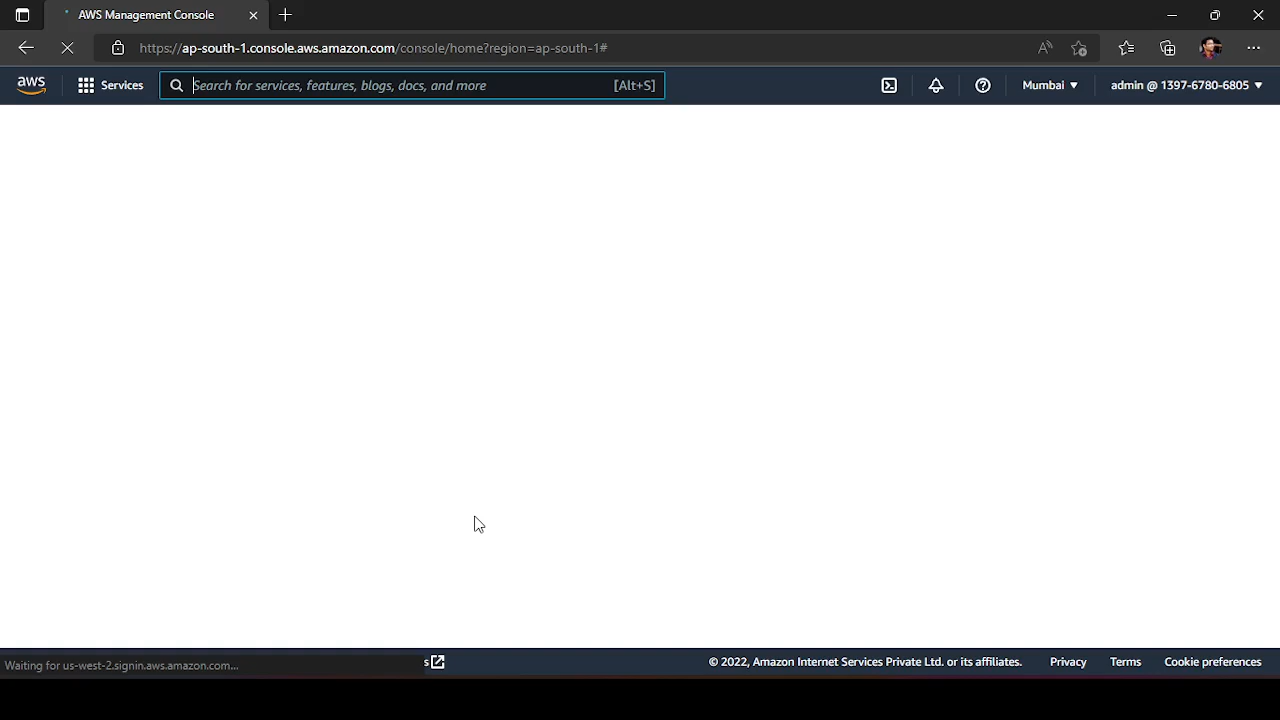 AWS Management Console
https://ap-south-1.console.aws.amazon.com/console/home?region=ap-south-1#
aws
Services
Search for services, features, blogs, docs, and more
[Alt+S]
Mumbai
admin @ 1397-6780-6805
Waiting for us-west-2.signin.aws.amazon.com...
s
© 2022, Amazon Internet Services Private Ltd. or its affiliates.
Privacy
Terms
Cookie preferences